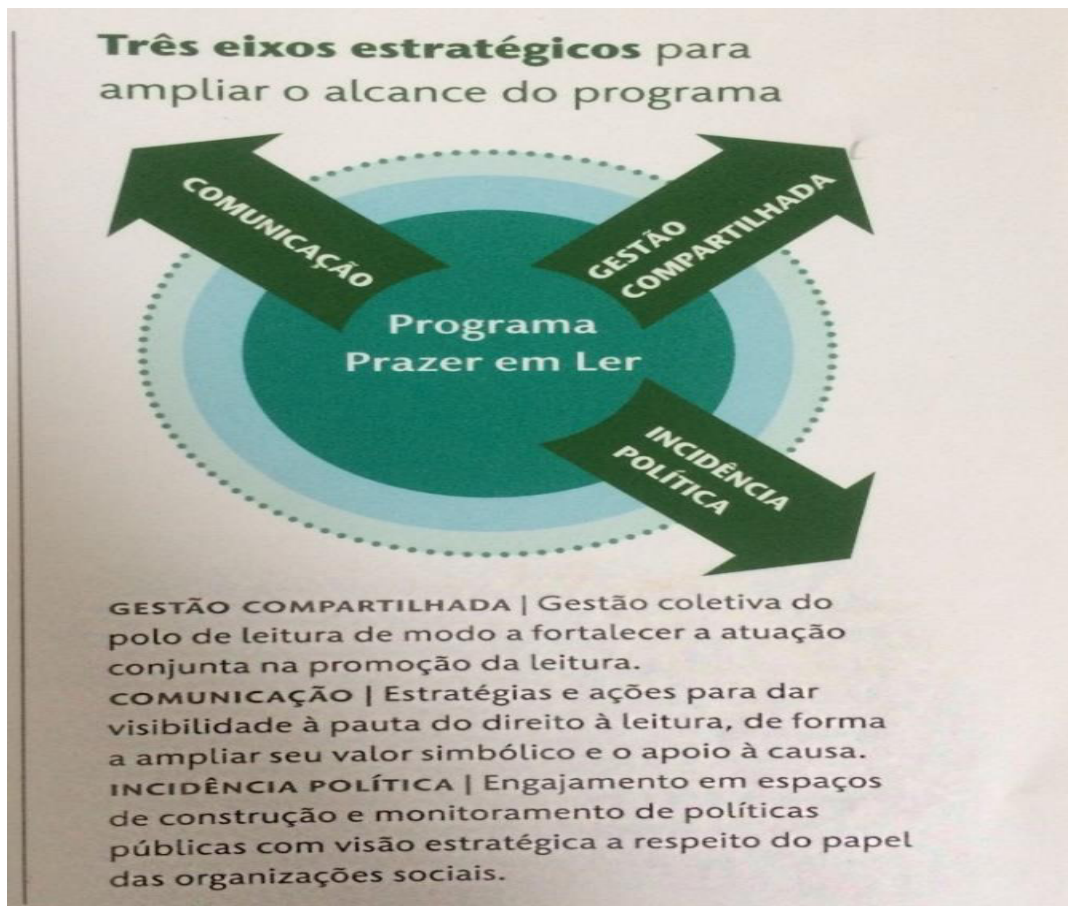 Três eixos estratégicos para
ampliar o alcance do programa
COMUNICAÇÃO
GESTÃO
COMPARTILHADA
Programa
Prazer em Ler
INCIDÊNCIA
POLÍTICA
GESTÃO COMPARTILHADA | Gestão coletiva do
polo de leitura de modo a fortalecer a atuação
conjunta na promoção da leitura.
COMUNICAÇÃO | Estratégias e ações para dar
visibilidade à pauta do direito à leitura, de forma
a ampliar seu valor simbólico e o apoio à causa.
INCIDÊNCIA POLÍTICA | Engajamento em espaços
de construção e monitoramento de políticas
públicas com visão estratégica a respeito do papel
das organizações sociais.